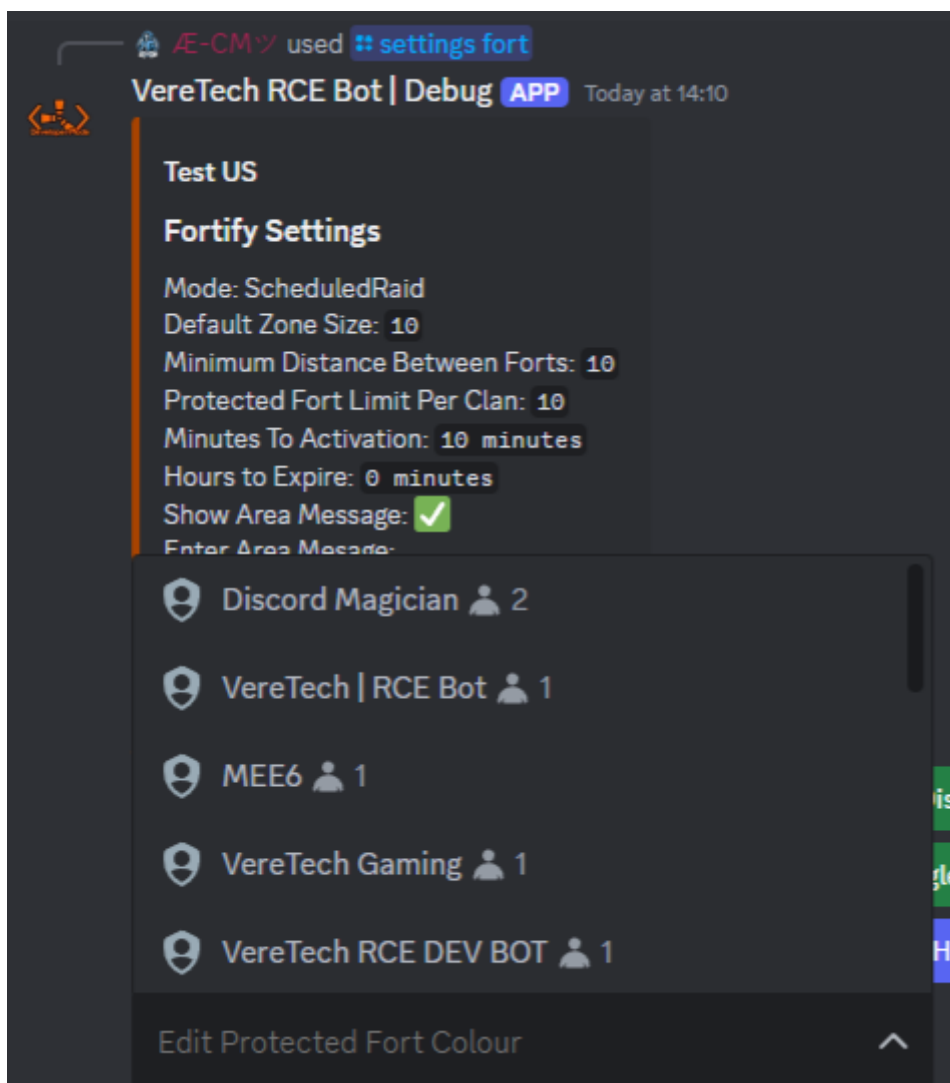 Æ-CMツ used settings fort
VereTech RCE Bot | Debug APP Today at 14:10
Test US
Fortify Settings
Mode: ScheduledRaid
Default Zone Size: 10
Minimum Distance Between Forts: 10
Protected Fort Limit Per Clan: 10
Minutes To Activation: 10 minutes
Hours to Expire: 0 minutes
Show Area Message: ✅
Enter Area Mesage:
Discord Magician 2
VereTech | RCE Bot 1
MEE6 1
VereTech Gaming 1
VereTech RCE DEV BOT 1
Edit Protected Fort Colour